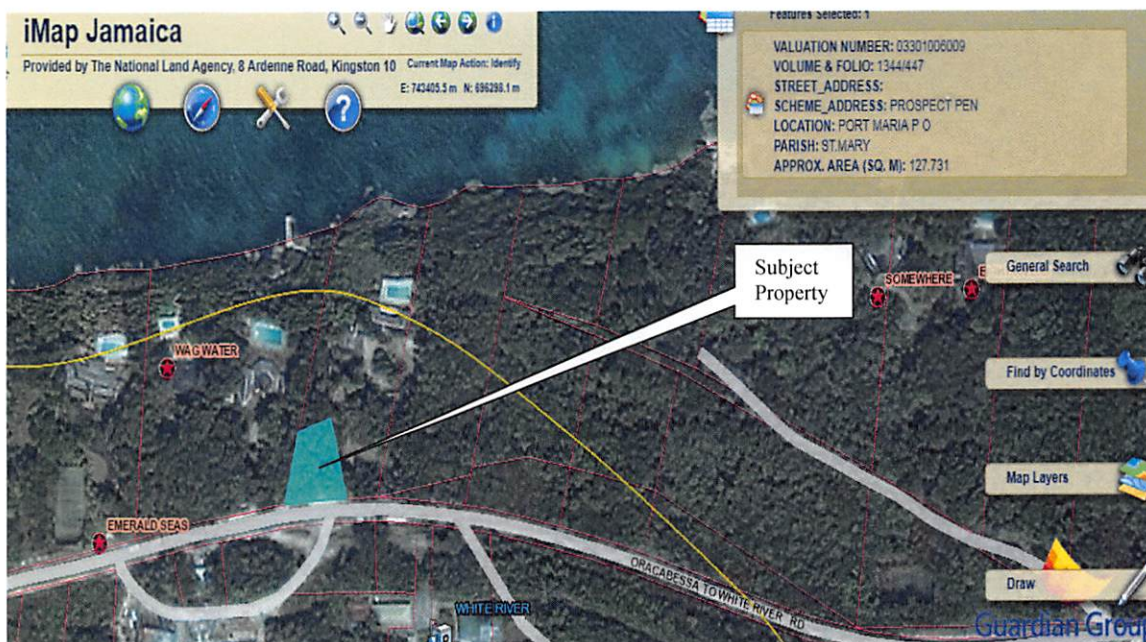 iMap Jamaica
Provided by The National Land Agency, 8 Ardenne Road, Kingston 10
Current Map Action: Identify
E: 743405.5 m N: 696298.1 m
Features Selected: 1
VALUATION NUMBER: 03301006009
VOLUME & FOLIO: 1344/447
STREET_ADDRESS:
SCHEME_ADDRESS: PROSPECT PEN
LOCATION: PORT MARIA P O
PARISH: ST.MARY
APPROX. AREA (SQ. M): 127.731
Subject
Property
SOMEWHERE
General Search
WAG WATER
Find by Coordinates
Map Layers
EMERALD SEAS
ORACABESSA TO WHITE RIVER RD
WHITE RIVER
Draw
Guardian Group